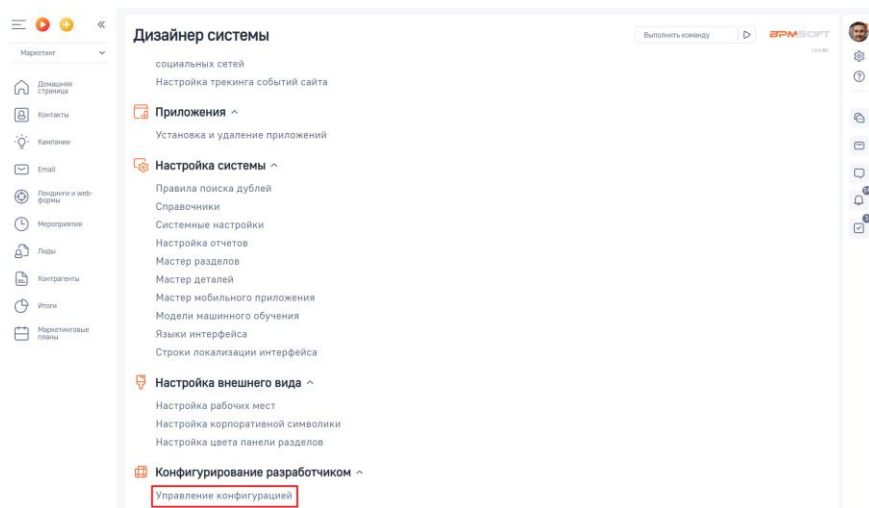 Дизайнер системы
Выполнить команду
BPMSOFT
Маркетинг
Домашняя
страница
Контакты
Кампании
Email
Лендинги и web-
формы
Мероприятия
Лиды
Контрагенты
Итоги
Маркетинговые
планы
социальных сетей
Настройка трекинга событий сайта
Приложения
Установка и удаление приложений
Настройка системы
Правила поиска дублей
Справочники
Системные настройки
Настройка отчетов
Мастер разделов
Мастер деталей
Мастер мобильного приложения
Модели машинного обучения
Языки интерфейса
Строки локализации интерфейса
Настройка внешнего вида
Настройка рабочих мест
Настройка корпоративной символики
Настройка цвета панели разделов
Конфигурирование разработчиком
Управление конфигурацией